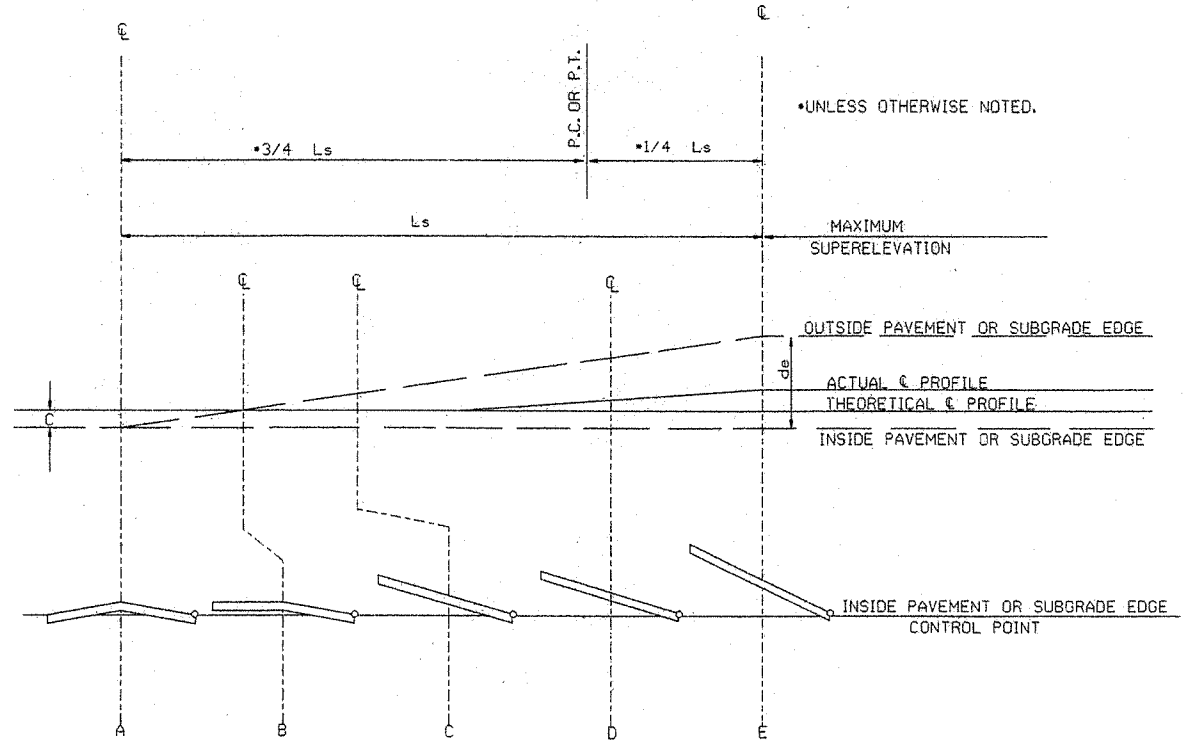 ℄
℄
P.C. OR P.T.
*UNLESS OTHERWISE NOTED.
*3/4 Ls
*1/4 Ls
Ls
MAXIMUM
SUPERELEVATION
℄
℄
℄
OUTSIDE PAVEMENT OR SUBGRADE EDGE
de
ACTUAL ℄ PROFILE
THEORETICAL ℄ PROFILE
C
INSIDE PAVEMENT OR SUBGRADE EDGE
INSIDE PAVEMENT OR SUBGRADE EDGE
CONTROL POINT
A
B
C
D
E